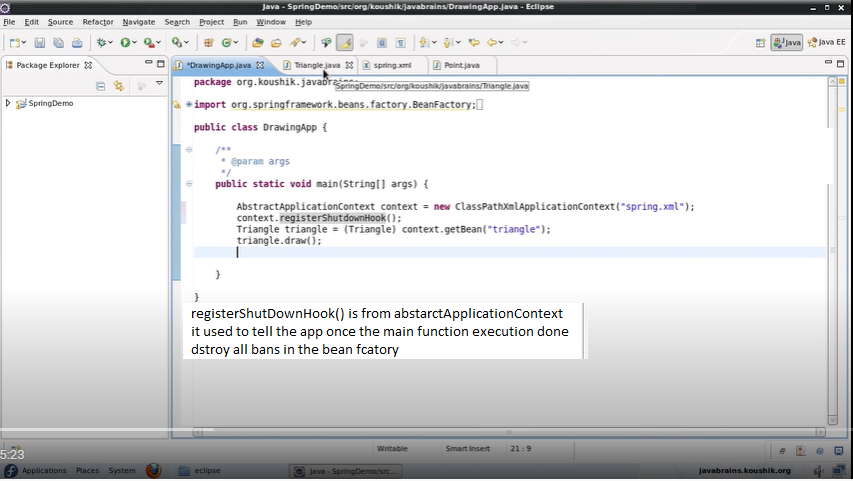 Java - SpringDemo/src/org/koushik/javabrains/DrawingApp.java - Eclipse
File Edit Source Refactor Navigate Search Project Run Window Help
Java Java EE
Package Explorer
*DrawingApp.java Triangle.java spring.xml Point.java
SpringDemo
package org.koushik.javabrains;
SpringDemo/src/org/koushik/javabrains/Triangle.java
import org.springframework.beans.factory.BeanFactory;
public class DrawingApp {
/**
* @param args
*/
public static void main(String[] args) {
AbstractApplicationContext context = new ClassPathXmlApplicationContext("spring.xml");
context.registerShutdownHook();
Triangle triangle = (Triangle) context.getBean("triangle");
triangle.draw();
}
}
registerShutDownHook() is from abstarctApplicationContext
it used to tell the app once the main function execution done
dstroy all bans in the bean fcatory
Writable Smart Insert 21 : 9
5:23
Applications Places System eclipse Java - SpringDemo/src... javabrains.koushik.org